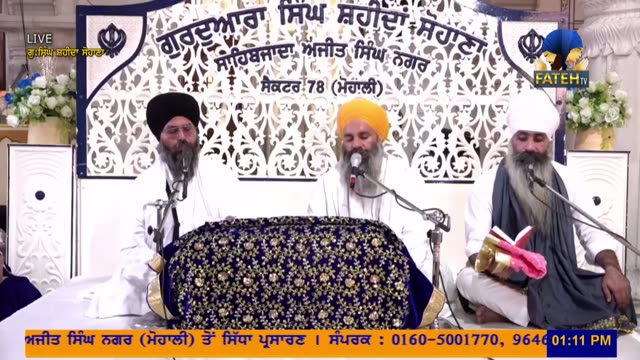 LIVE
ਗੁ:ਸਿੰਘ ਸ਼ਹੀਦਾਂ ਸੋਹਾਣਾ
ਗੁਰਦੁਆਰਾ ਸਿੰਘ ਸ਼ਹੀਦਾਂ ਸੋਹਾਣਾ
ਸਾਹਿਬਜ਼ਾਦਾ ਅਜੀਤ ਸਿੰਘ ਨਗਰ
ਸੈਕਟਰ 78 (ਮੋਹਾਲੀ)
FATEH TV
ਅਜੀਤ ਸਿੰਘ ਨਗਰ (ਮੋਹਾਲੀ) ਤੋਂ ਸਿੱਧਾ ਪ੍ਰਸਾਰਣ । ਸੰਪਰਕ : 0160-5001770, 9646
01:11 PM